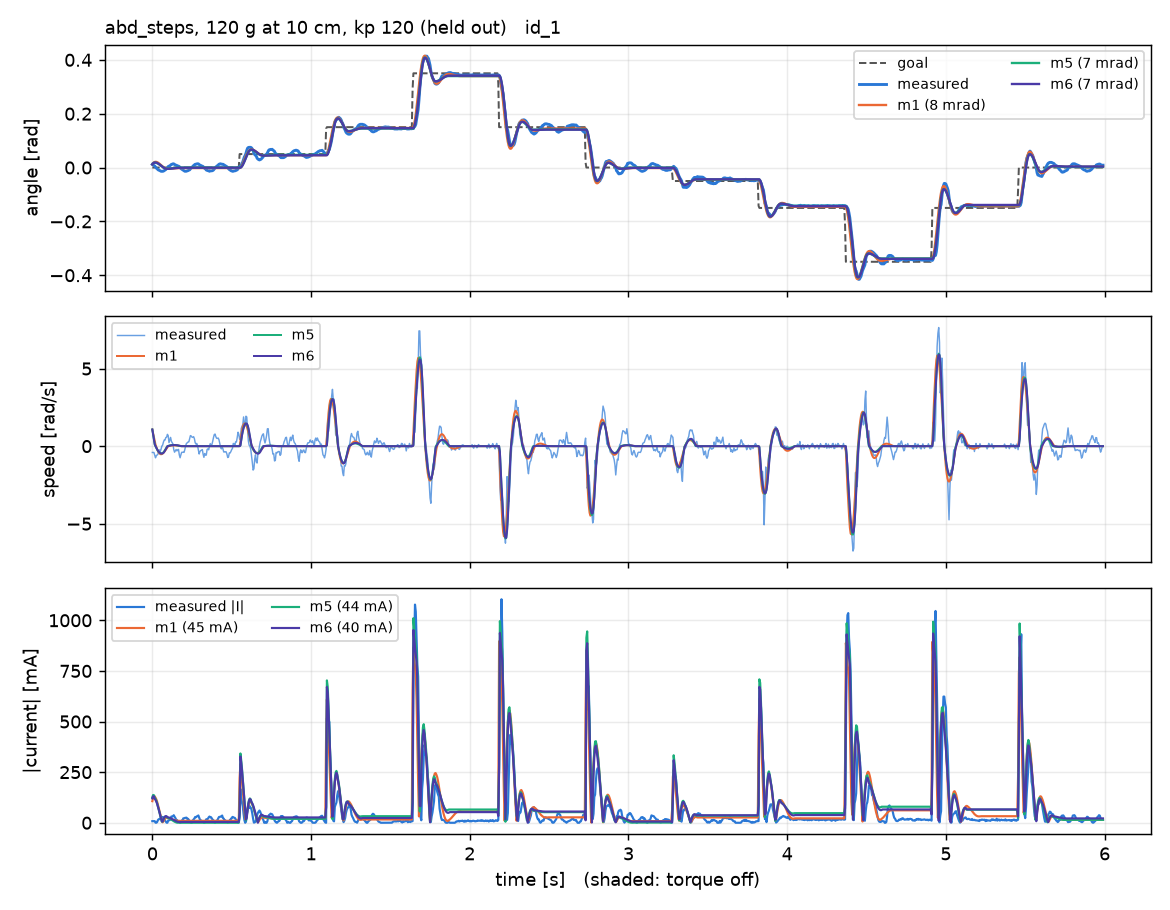 abd_steps, 120 g at 10 cm, kp 120 (held out)   id_1
angle [rad]
0.4
0.2
0.0
−0.2
−0.4
goal
measured
m1 (8 mrad)
m5 (7 mrad)
m6 (7 mrad)
speed [rad/s]
5
0
−5
measured
m1
m5
m6
|current| [mA]
1000
750
500
250
0
measured |I|
m1 (45 mA)
m5 (44 mA)
m6 (40 mA)
0 1 2 3 4 5 6
time [s]   (shaded: torque off)